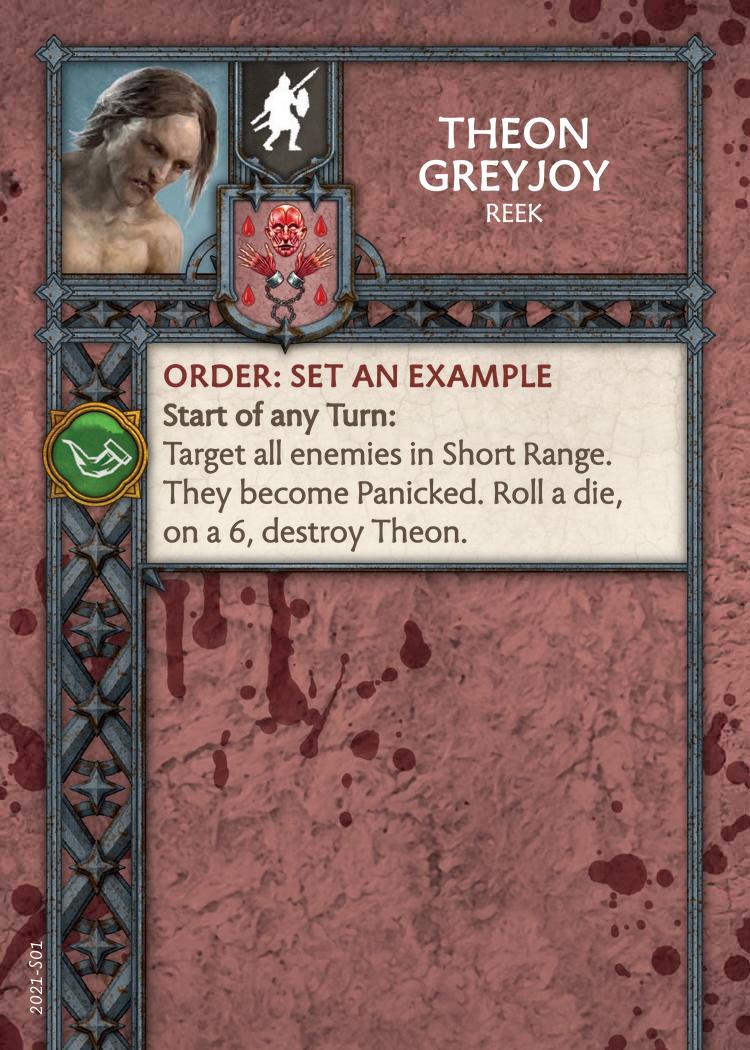 THEON
GREYJOY
REEK
ORDER: SET AN EXAMPLE
Start of any Turn:
Target all enemies in Short Range.
They become Panicked. Roll a die,
on a 6, destroy Theon.
2021-S01